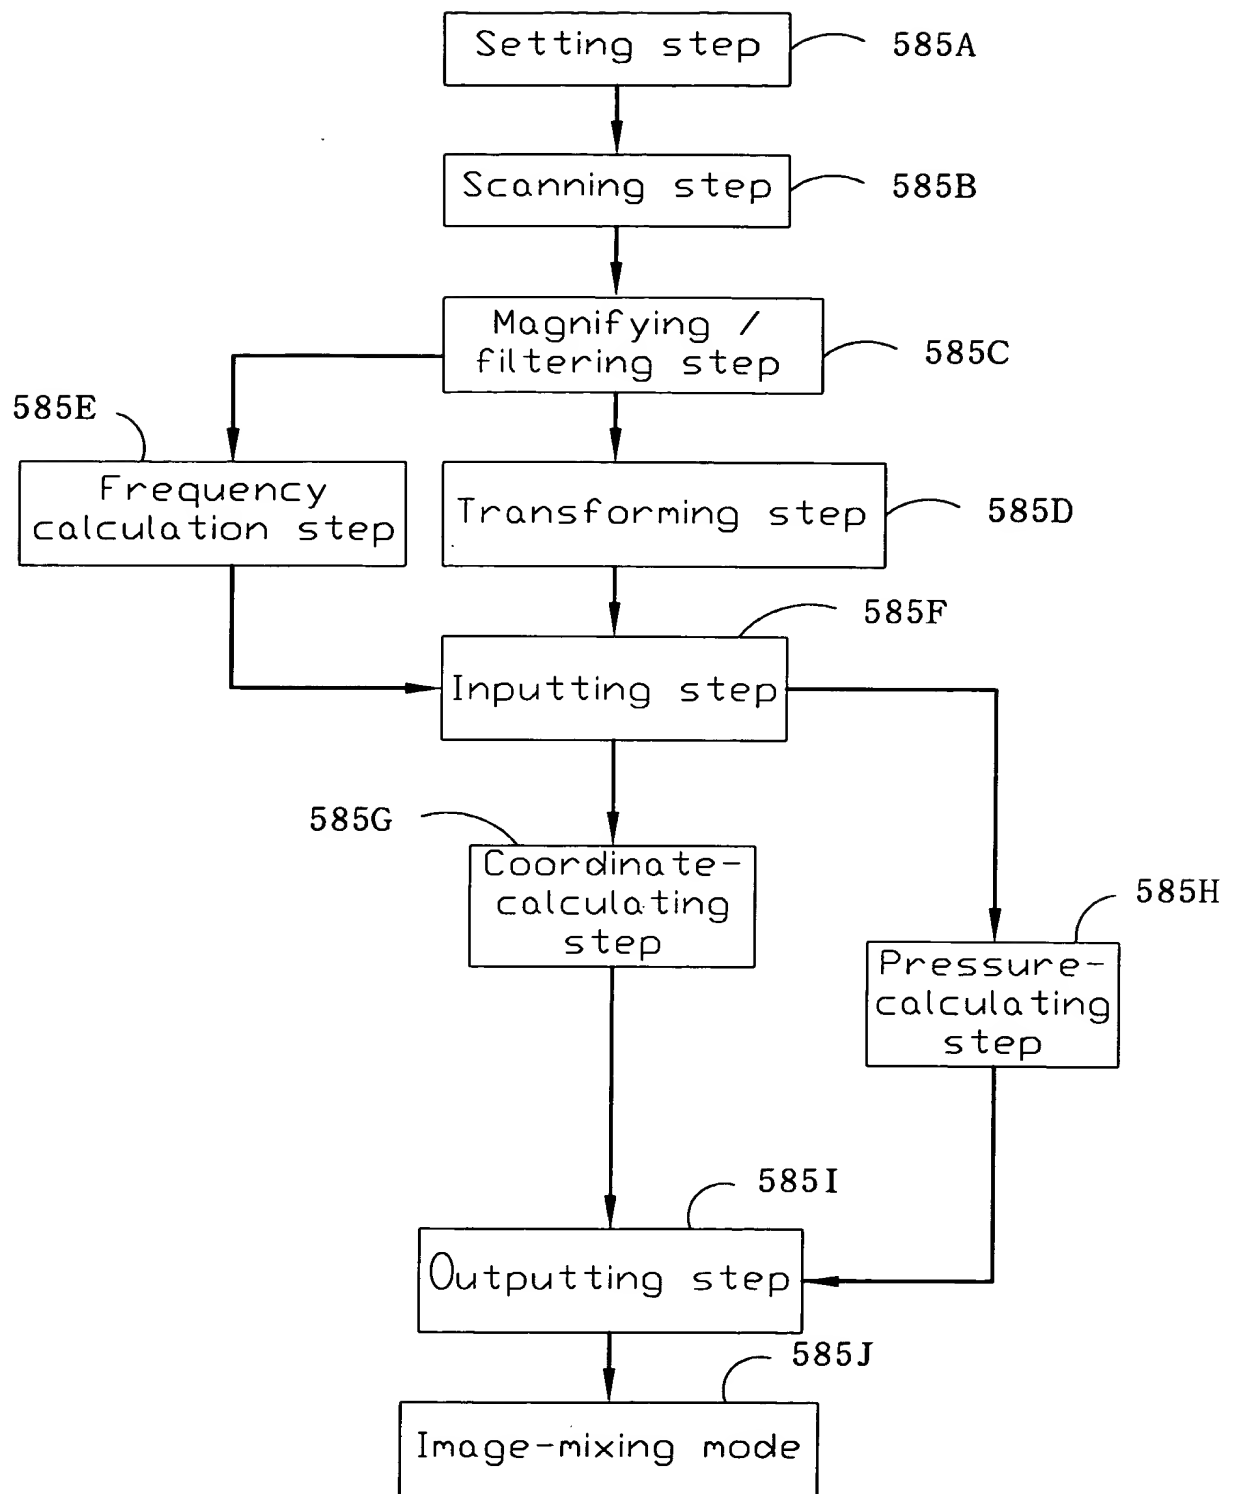 Setting step
585A
Scanning step
585B
Magnifying /
filtering step
585C
585E
Frequency
calculation step
Transforming step
585D
585F
Inputting step
585G
Coordinate-
calculating
step
585H
Pressure-
calculating
step
585I
Outputting step
585J
Image-mixing mode